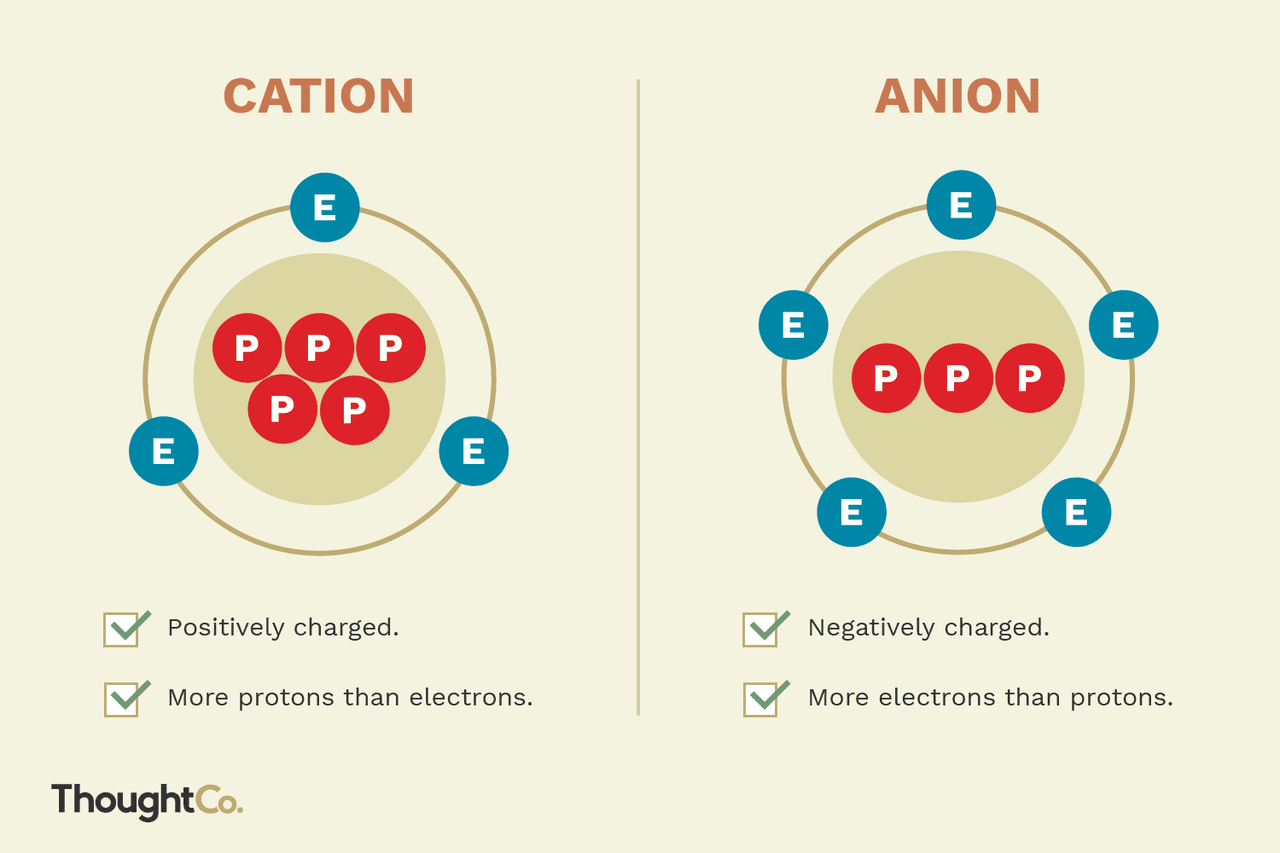 CATION
E
P P P
P P
E E
Positively charged.
More protons than electrons.
ANION
E
E E
P P P
E E
Negatively charged.
More electrons than protons.
ThoughtCo.